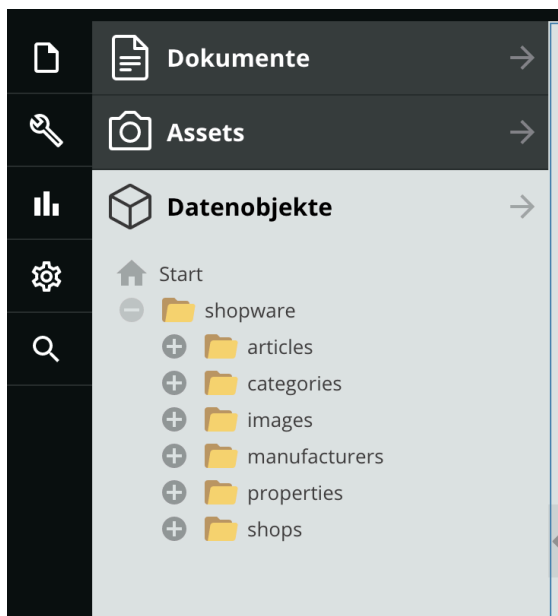 Dokumente
Assets
Datenobjekte
Start
shopware
articles
categories
images
manufacturers
properties
shops